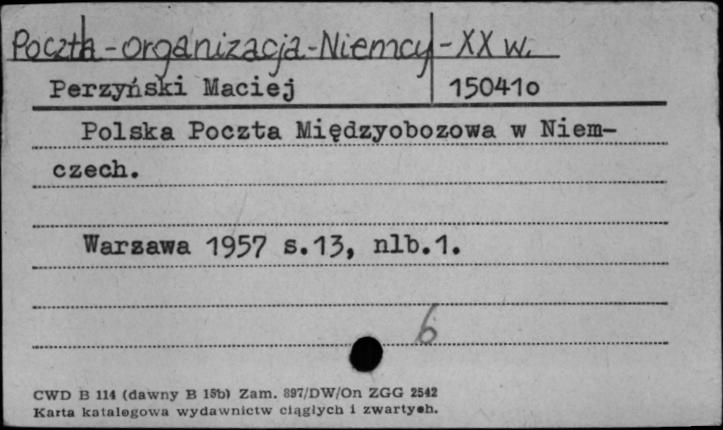 Poczta - organizacja - Niemcy - XX w.
Perzyński Maciej 150410
Polska Poczta Międzyobozowa w Niem-
czech.
Warszawa 1957 s.13, nlb.1.
6
CWD B 114 (dawny B 15b) Zam. 897/DW/On ZGG 2542
Karta katalogowa wydawnictw ciągłych i zwartych.